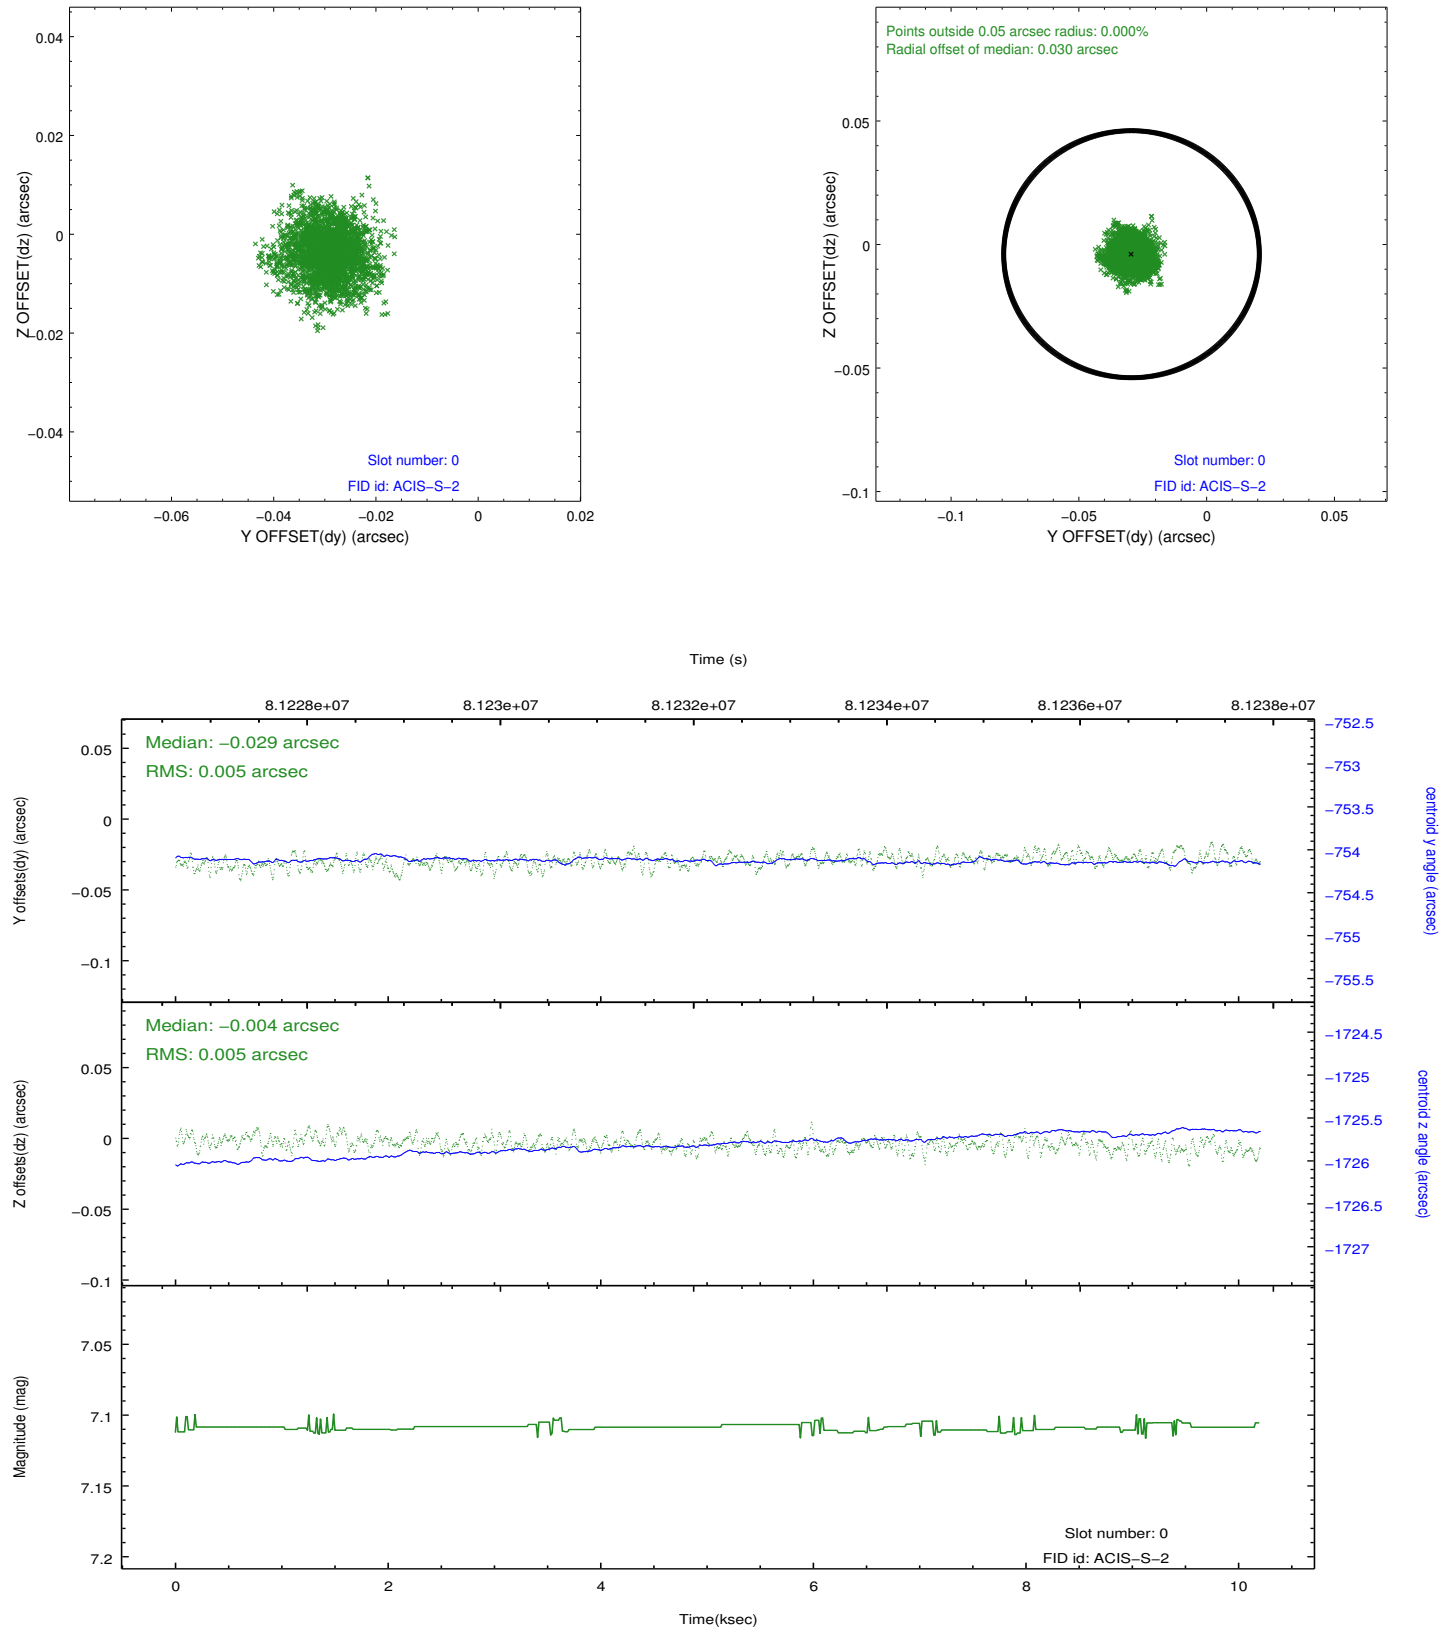 0.04
0.02
0
−0.02
−0.04
Z OFFSET(dz) (arcsec)
Slot number: 0
FID id: ACIS−S−2
−0.06
−0.04
−0.02
0
0.02
Y OFFSET(dy) (arcsec)
Points outside 0.05 arcsec radius: 0.000%
Radial offset of median: 0.030 arcsec
0.05
0
−0.05
−0.1
Z OFFSET(dz) (arcsec)
Slot number: 0
FID id: ACIS−S−2
−0.1
−0.05
0
0.05
Y OFFSET(dy) (arcsec)
Time (s)
8.1228e+07
8.123e+07
8.1232e+07
8.1234e+07
8.1236e+07
8.1238e+07
Median: −0.029 arcsec
RMS: 0.005 arcsec
0.05
0
−0.05
−0.1
Y offsets(dy) (arcsec)
−752.5
−753
−753.5
−754
−754.5
−755
−755.5
centroid y angle (arcsec)
Median: −0.004 arcsec
RMS: 0.005 arcsec
0.05
0
−0.05
−0.1
Z offsets(dz) (arcsec)
−1724.5
−1725
−1725.5
−1726
−1726.5
−1727
centroid z angle (arcsec)
7.05
7.1
7.15
7.2
Magnitude (mag)
Slot number: 0
FID id: ACIS−S−2
0
2
4
6
8
10
Time(ksec)